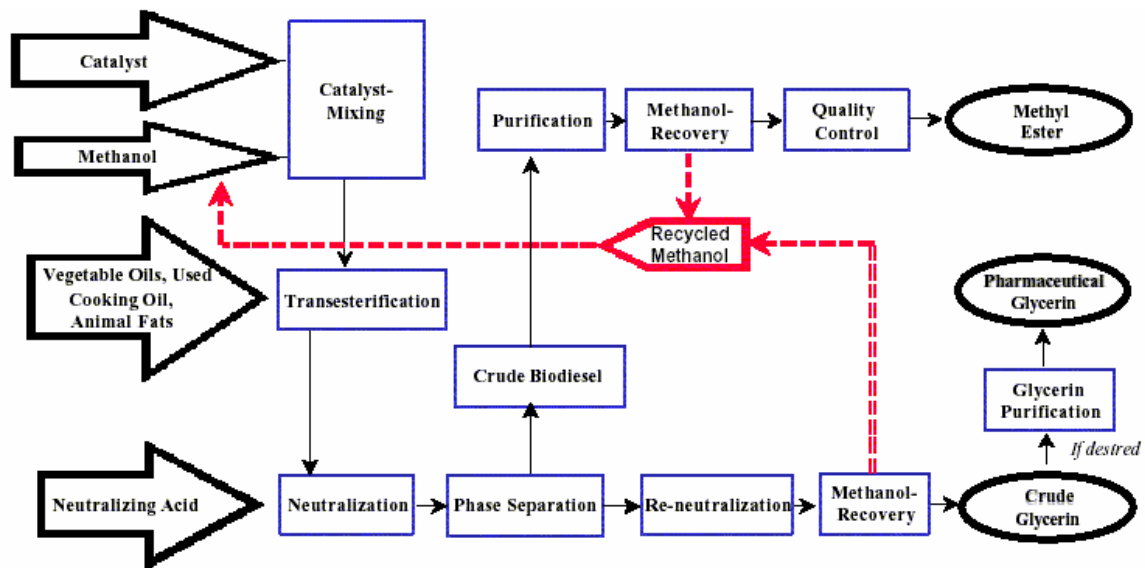 Catalyst
Catalyst-
Mixing
Methanol
Purification
Methanol-
Recovery
Quality
Control
Methyl
Ester
Recycled
Methanol
Vegetable Oils, Used
Cooking Oil,
Animal Fats
Transesterification
Pharmaceutical
Glycerin
Crude Biodiesel
Glycerin
Purification
If desired
Neutralizing Acid
Neutralization
Phase Separation
Re-neutralization
Methanol-
Recovery
Crude
Glycerin